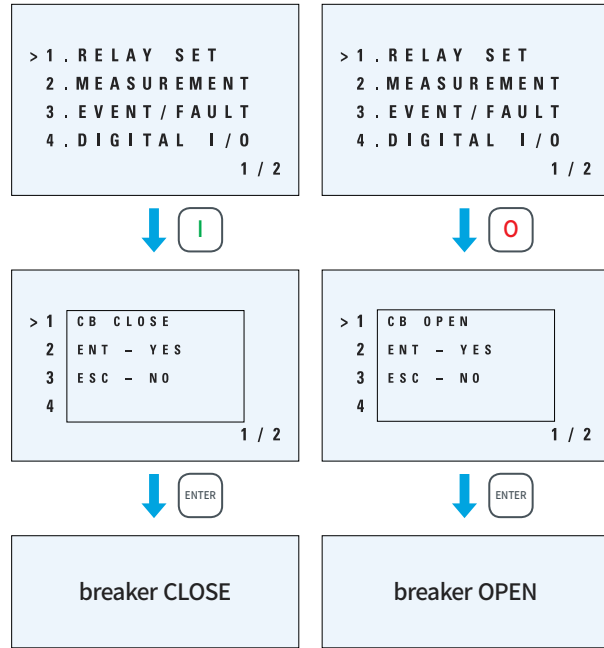 > 1 . RELAY SET
2 . MEASUREMENT
3 . EVENT / FAULT
4 . DIGITAL I / O
1 / 2
I
> 1 CB CLOSE
2 ENT – YES
3 ESC – NO
4
1 / 2
ENTER
breaker CLOSE
> 1 . RELAY SET
2 . MEASUREMENT
3 . EVENT / FAULT
4 . DIGITAL I / O
1 / 2
O
> 1 CB OPEN
2 ENT – YES
3 ESC – NO
4
1 / 2
ENTER
breaker OPEN